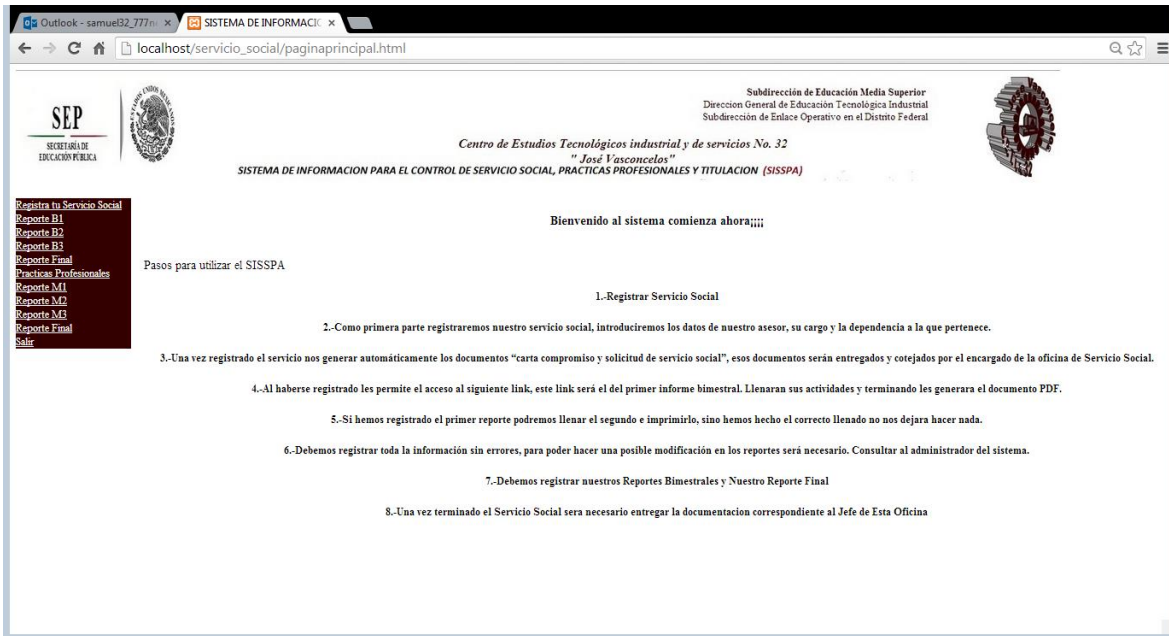 Outlook - samuel32_777n
SISTEMA DE INFORMACIC
localhost/servicio_social/paginaprincipal.html
SEP
SECRETARÍA DE
EDUCACIÓN PÚBLICA
Subdirección de Educación Media Superior
Direccion General de Educación Tecnológica Industrial
Subdirección de Enlace Operativo en el Distrito Federal
Centro de Estudios Tecnológicos industrial y de servicios No. 32
" José Vasconcelos"
SISTEMA DE INFORMACION PARA EL CONTROL DE SERVICIO SOCIAL, PRACTICAS PROFESIONALES Y TITULACION (SISSPA)
Registra tu Servicio Social
Reporte B1
Reporte B2
Reporte B3
Reporte Final
Practicas Profesionales
Reporte M1
Reporte M2
Reporte M3
Reporte Final
Salir
Bienvenido al sistema comienza ahora¡¡¡¡
Pasos para utilizar el SISSPA
1.-Registrar Servicio Social
2.-Como primera parte registraremos nuestro servicio social, introduciremos los datos de nuestro asesor, su cargo y la dependencia a la que pertenece.
3.-Una vez registrado el servicio nos generar automáticamente los documentos “carta compromiso y solicitud de servicio social”, esos documentos serán entregados y cotejados por el encargado de la oficina de Servicio Social.
4.-Al haberse registrado les permite el acceso al siguiente link, este link será el del primer informe bimestral. Llenaran sus actividades y terminando les generara el documento PDF.
5.-Si hemos registrado el primer reporte podremos llenar el segundo e imprimirlo, sino hemos hecho el correcto llenado no nos dejara hacer nada.
6.-Debemos registrar toda la información sin errores, para poder hacer una posible modificación en los reportes será necesario. Consultar al administrador del sistema.
7.-Debemos registrar nuestros Reportes Bimestrales y Nuestro Reporte Final
8.-Una vez terminado el Servicio Social sera necesario entregar la documentacion correspondiente al Jefe de Esta Oficina